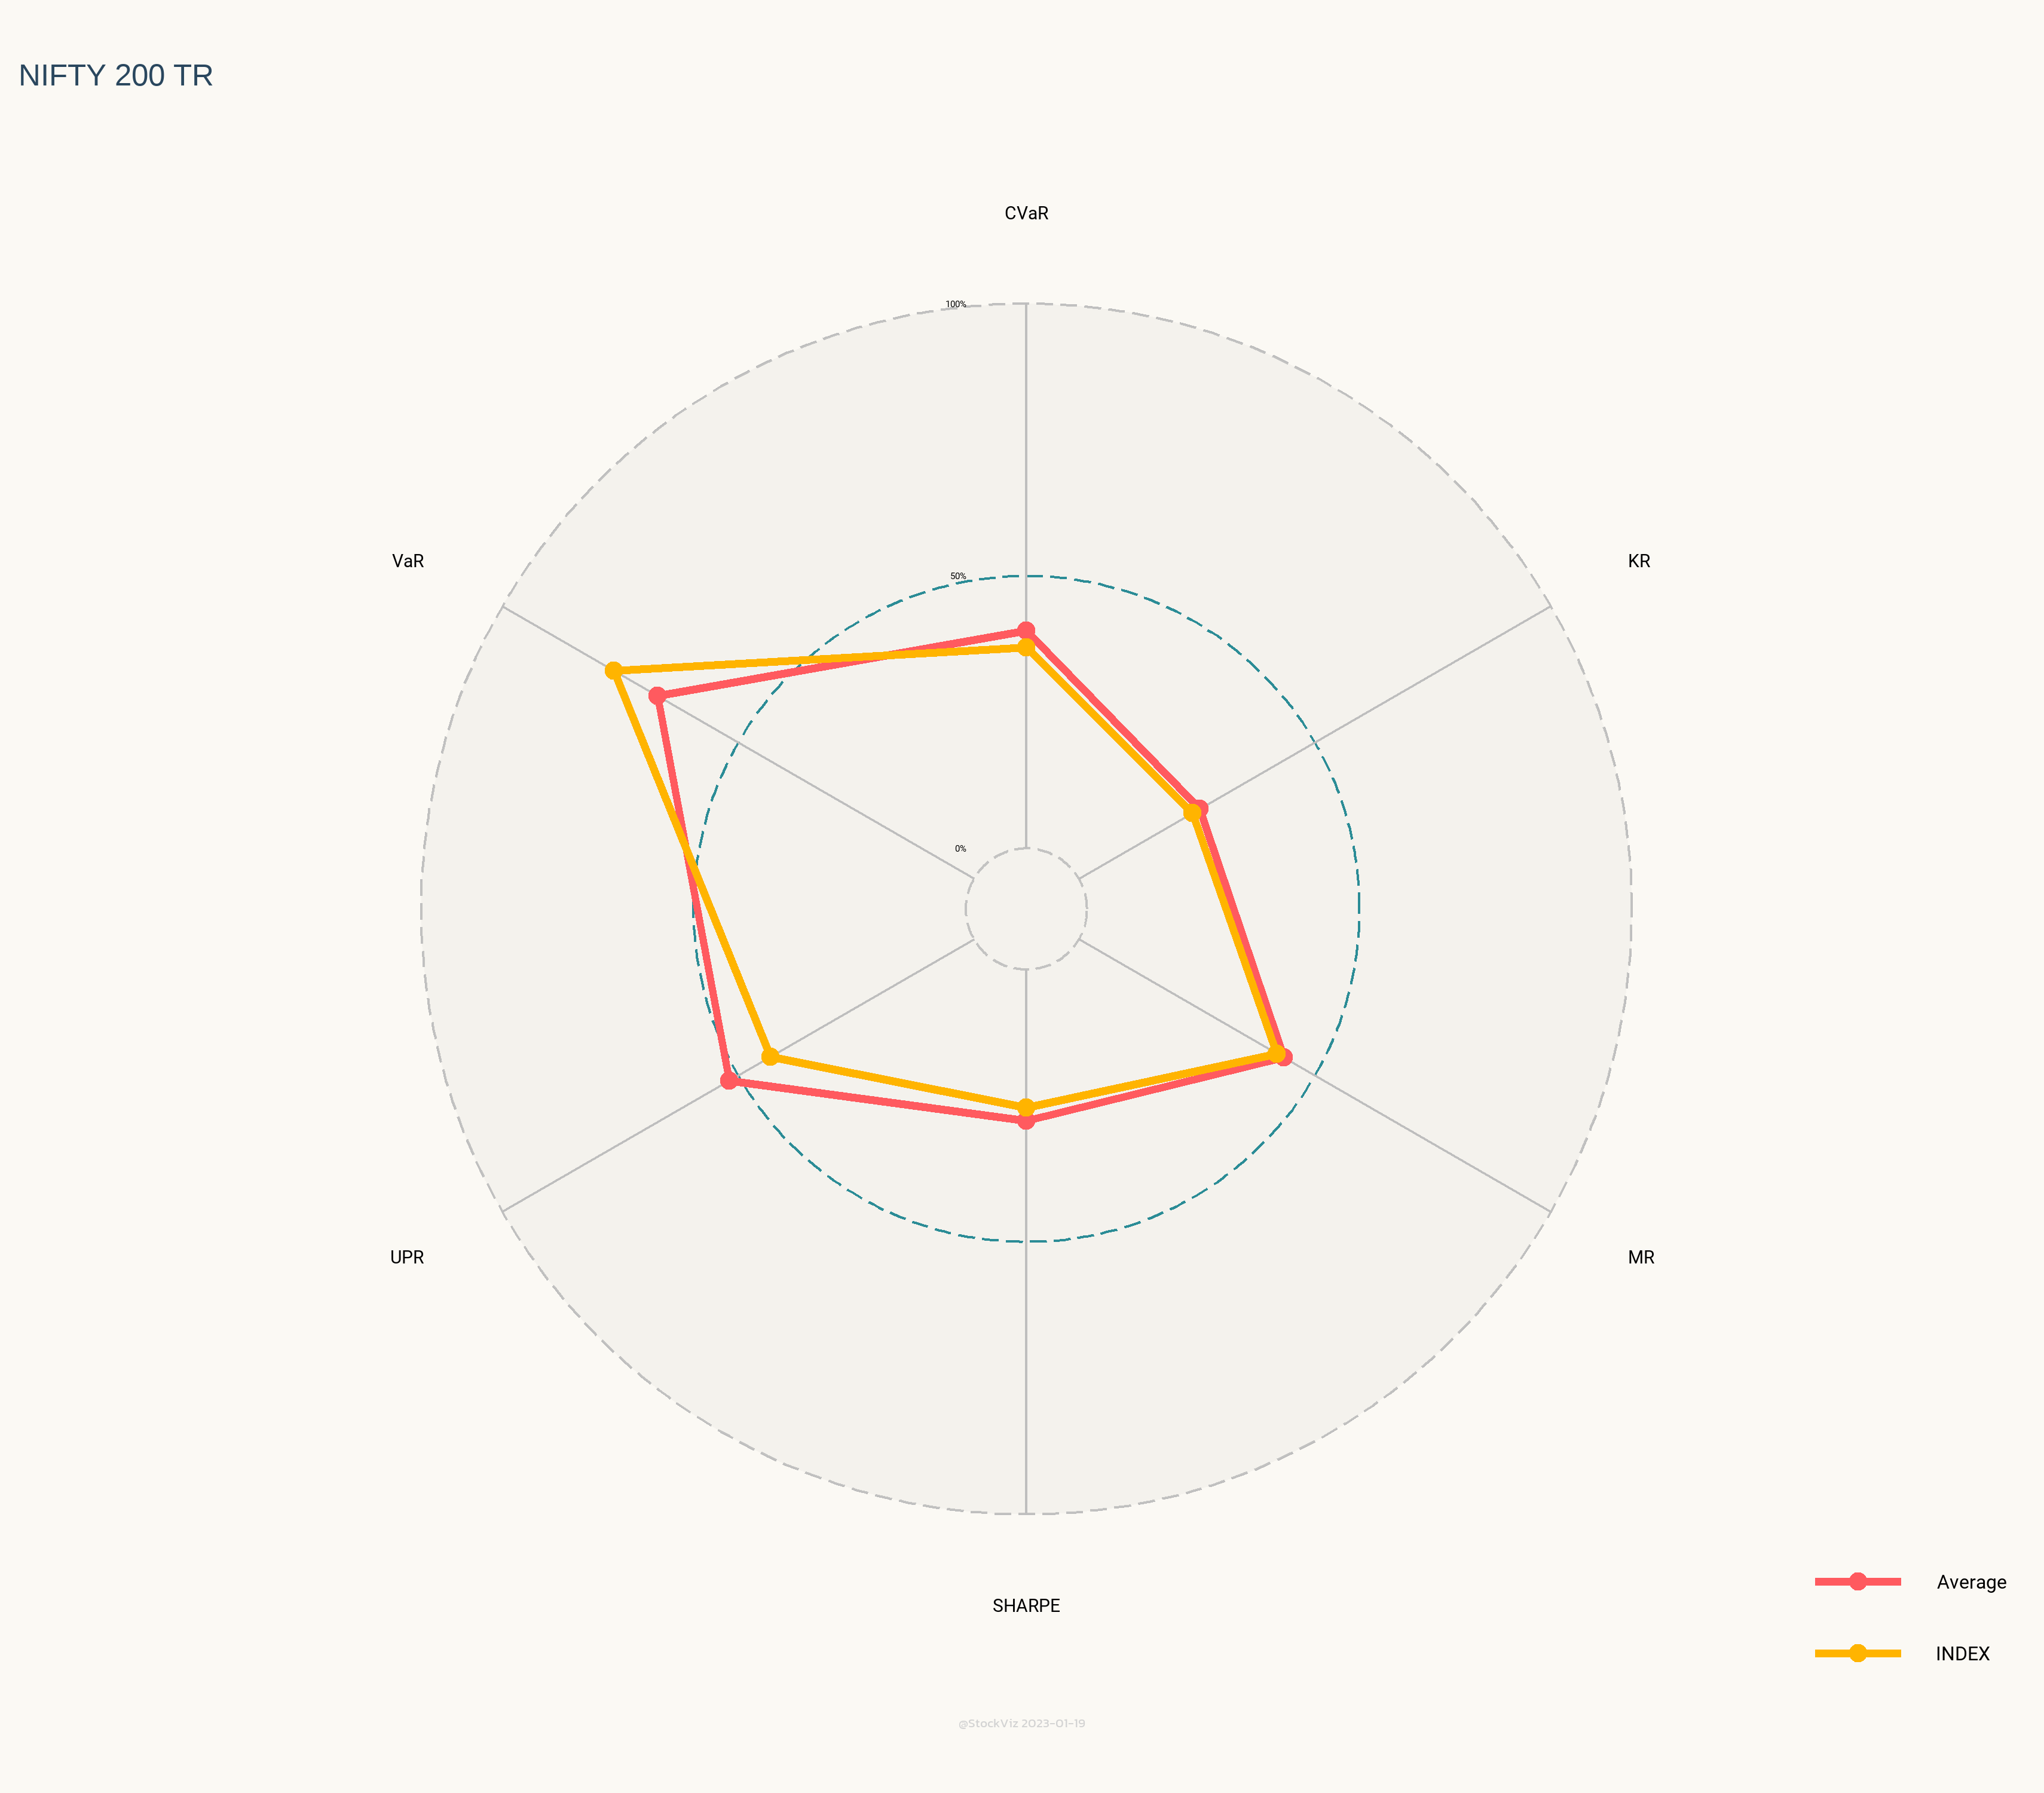 NIFTY 200 TR
CVaR
100%
VaR
KR
50%
0%
UPR
MR
SHARPE
Average
INDEX
@StockViz 2023-01-19